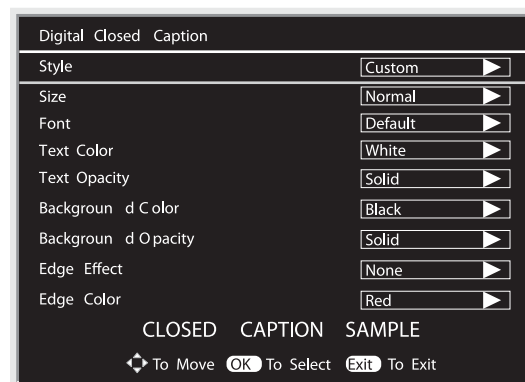 Digital Closed Caption
Style Custom
Size Normal
Font Default
Text Color White
Text Opacity Solid
Backgroun d C olor Black
Backgroun d O pacity Solid
Edge Effect None
Edge Color Red
CLOSED CAPTION SAMPLE
To Move OK To Select Exit To Exit